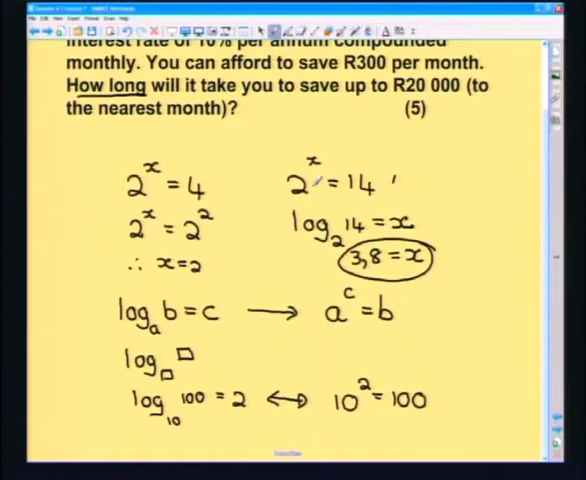 interest rate of 10% per annum compounded
monthly. You can afford to save R300 per month.
How long will it take you to save up to R20 000 (to
the nearest month)? (5)
2^x = 4
2^x = 2^2
∴ x = 2
2^x = 14
log_2 14 = x
3,8 = x
log_a b = c → a^c = b
log_□ □
log_10 100 = 2 ↔ 10^2 = 100